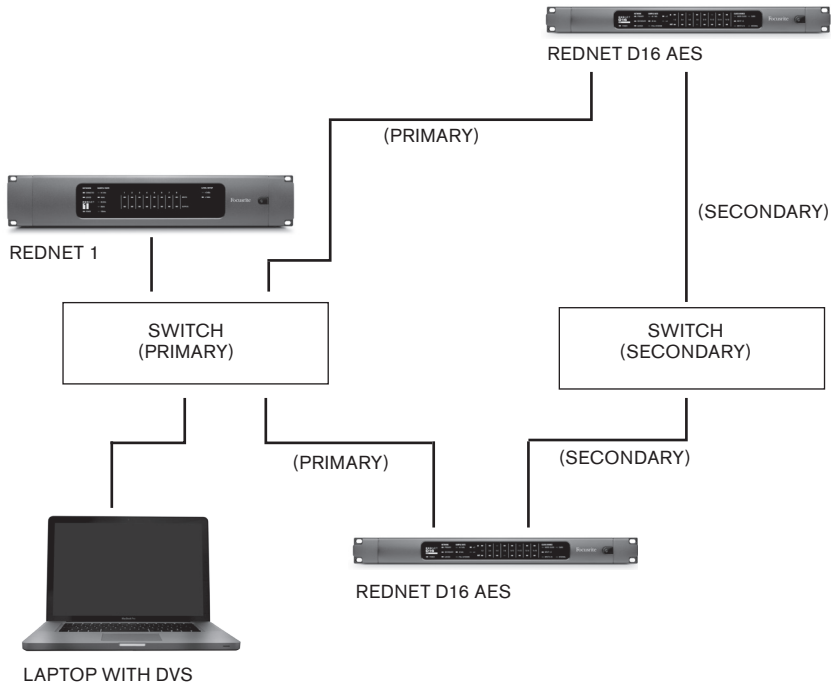 REDNET D16 AES
(PRIMARY)
REDNET 1
(SECONDARY)
SWITCH
(PRIMARY)
SWITCH
(SECONDARY)
(PRIMARY)
(SECONDARY)
REDNET D16 AES
LAPTOP WITH DVS